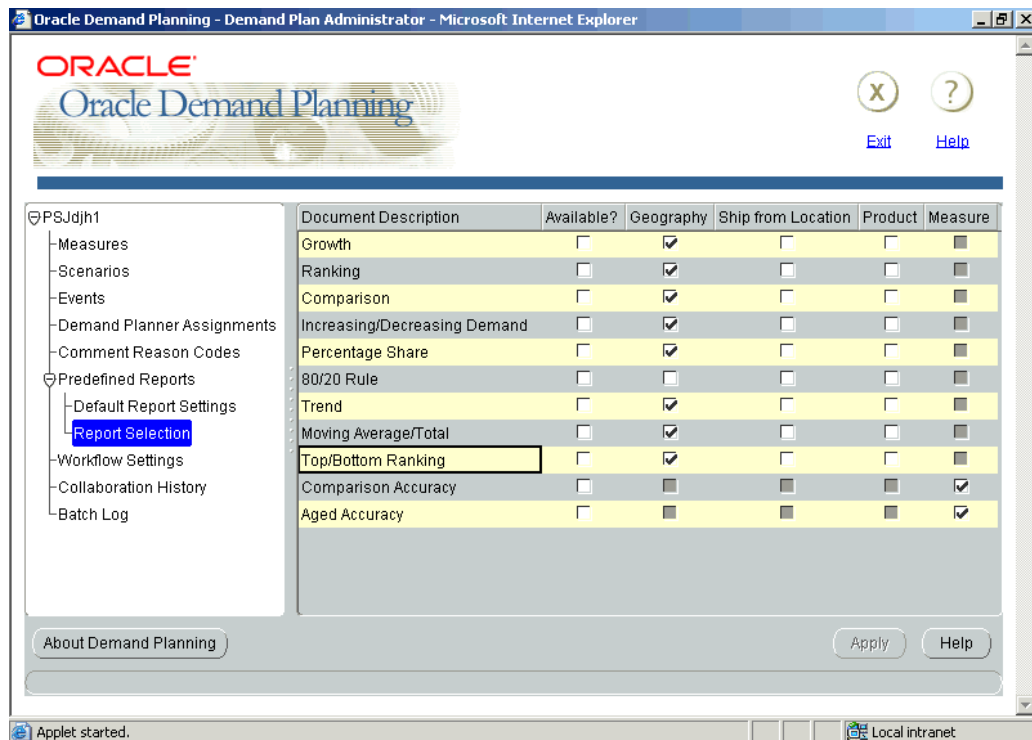 Oracle Demand Planning - Demand Plan Administrator - Microsoft Internet Explorer
ORACLE
Oracle Demand Planning
X ?
Exit Help
PSJdjh1
Measures
Scenarios
Events
Demand Planner Assignments
Comment Reason Codes
Predefined Reports
Default Report Settings
Report Selection
Workflow Settings
Collaboration History
Batch Log
Document Description Available? Geography Ship from Location Product Measure
Growth
Ranking
Comparison
Increasing/Decreasing Demand
Percentage Share
80/20 Rule
Trend
Moving Average/Total
Top/Bottom Ranking
Comparison Accuracy
Aged Accuracy
About Demand Planning Apply Help
Applet started. Local intranet